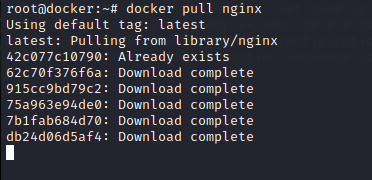 root@docker:~# docker pull nginx
Using default tag: latest
latest: Pulling from library/nginx
42c077c10790: Already exists
62c70f376f6a: Download complete
915cc9bd79c2: Download complete
75a963e94de0: Download complete
7b1fab684d70: Download complete
db24d06d5af4: Download complete